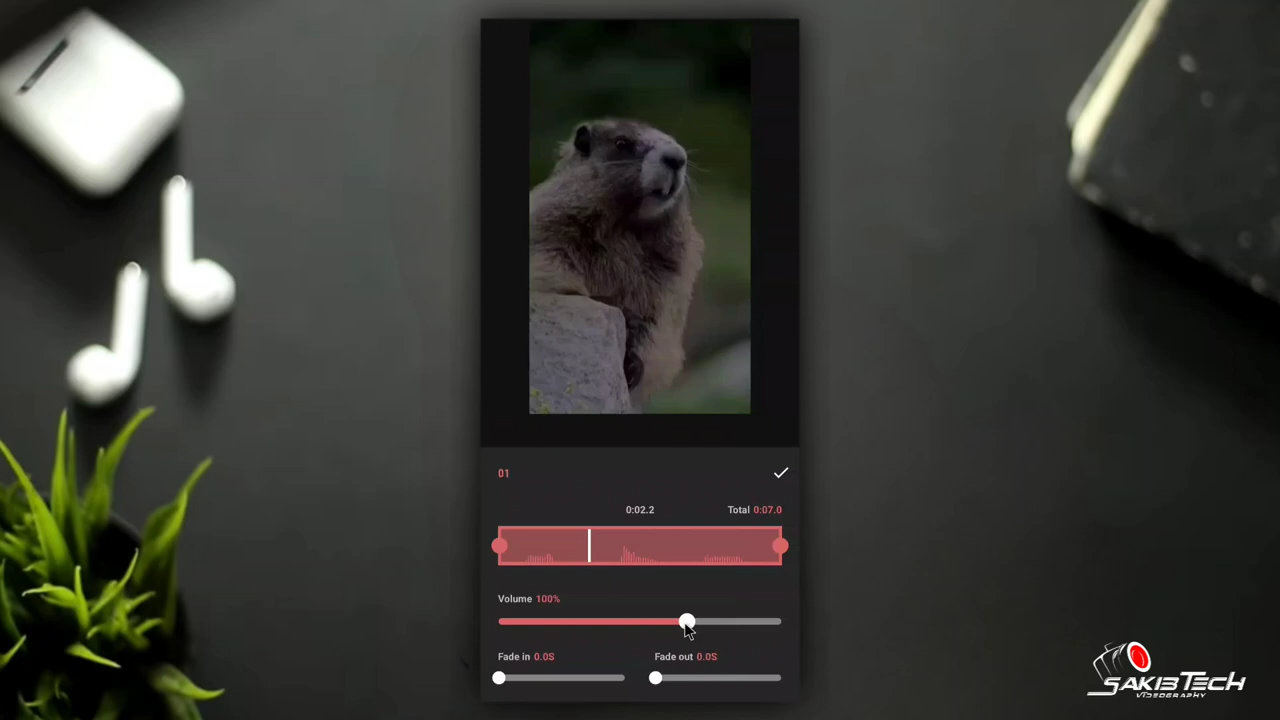 01
0:02.2
Total 0:07.0
Volume 100%
Fade in 0.0S
Fade out 0.0S
SAKIBTECH
VIDEOGRAPHY